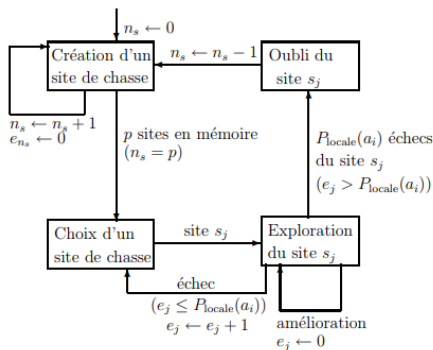 n_s ← 0
Création d'un
site de chasse
n_s ← n_s − 1
Oubli du
site s_j
n_s ← n_s + 1
e_{n_s} ← 0
p sites en mémoire
(n_s = p)
P_locale(a_i) échecs
du site s_j
(e_j > P_locale(a_i))
Choix d'un
site de chasse
site s_j
Exploration
du site s_j
échec
(e_j ≤ P_locale(a_i))
e_j ← e_j + 1
amélioration
e_j ← 0